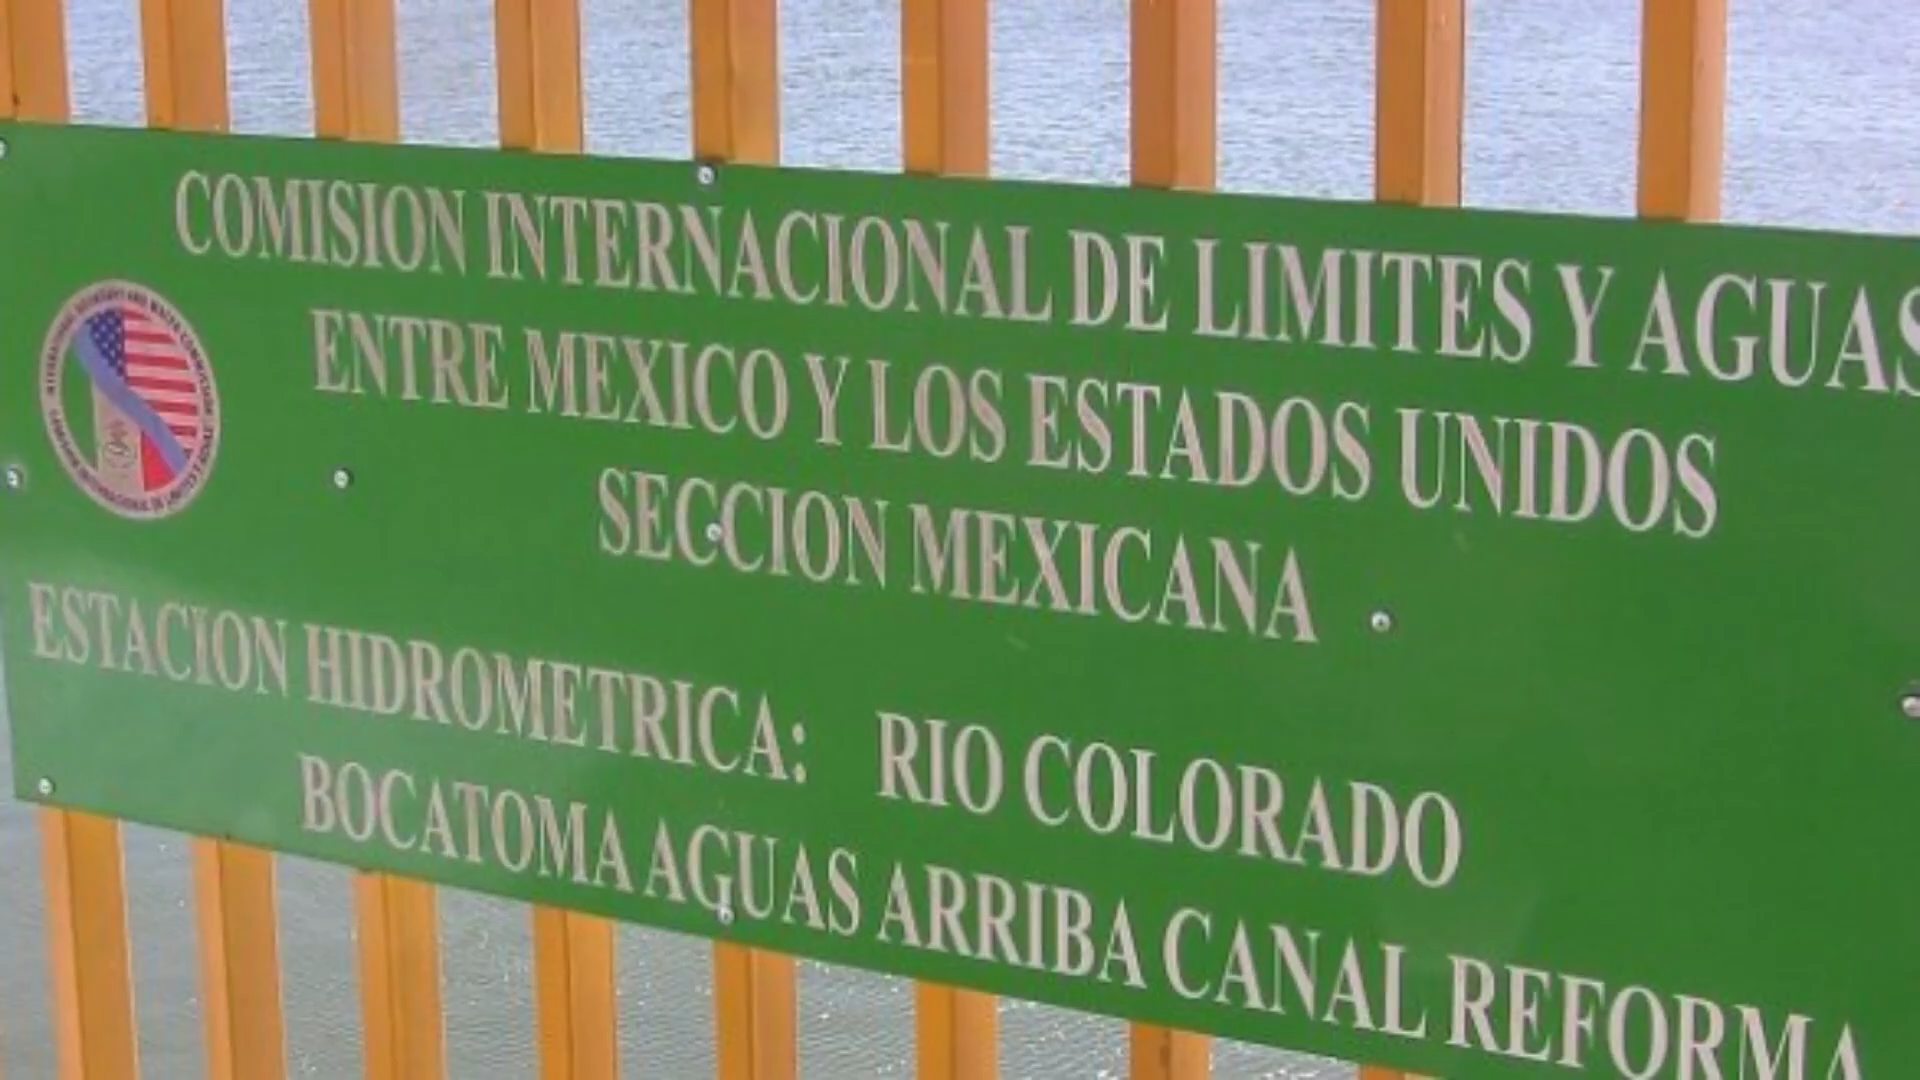 COMISION INTERNACIONAL DE LIMITES Y AGUAS
ENTRE MEXICO Y LOS ESTADOS UNIDOS
SECCION MEXICANA
ESTACION HIDROMETRICA: RIO COLORADO
BOCATOMA AGUAS ARRIBA CANAL REFORMA